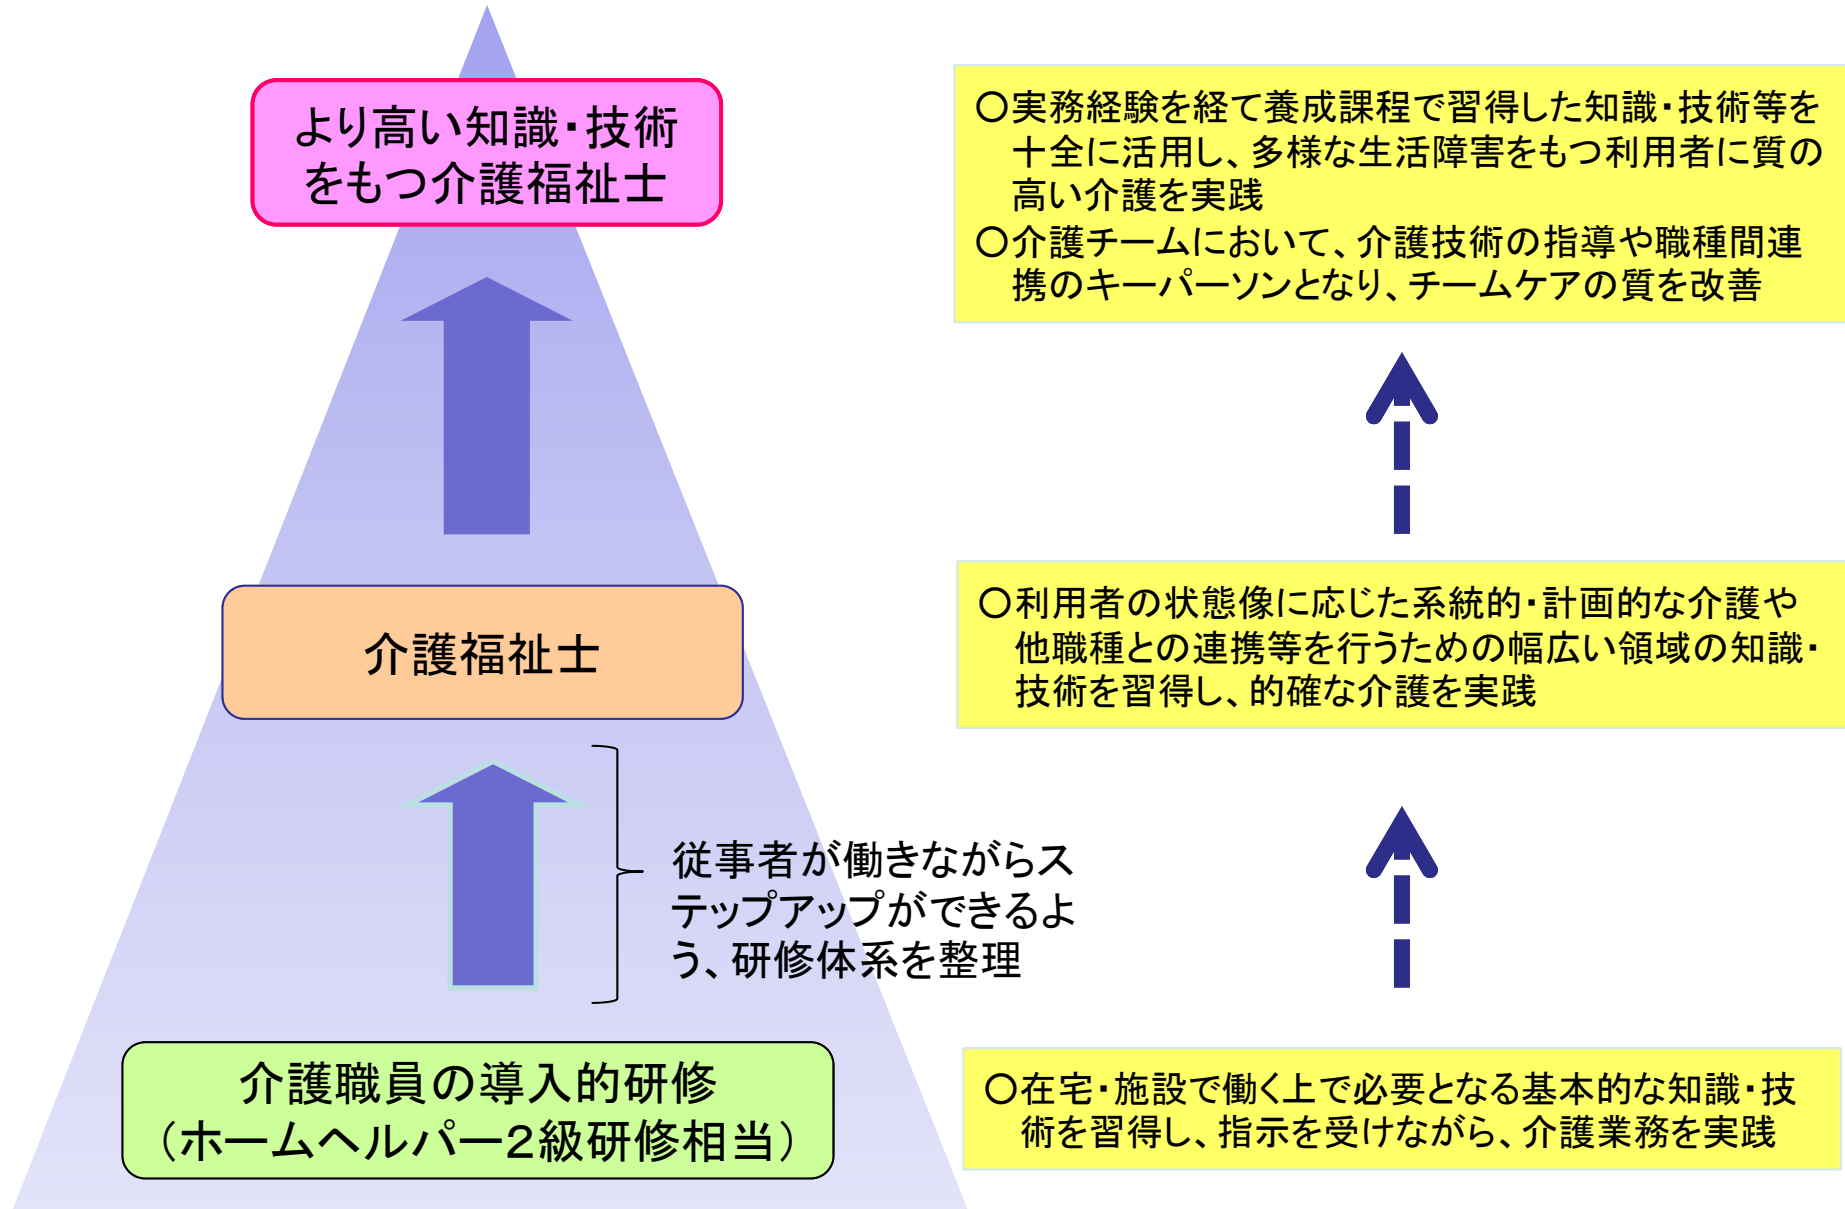 より高い知識・技術
をもつ介護福祉士
〇実務経験を経て養成課程で習得した知識・技術等を
十全に活用し、多様な生活障害をもつ利用者に質の
高い介護を実践
〇介護チームにおいて、介護技術の指導や職種間連
携のキーパーソンとなり、チームケアの質を改善
介護福祉士
〇利用者の状態像に応じた系統的・計画的な介護や
他職種との連携等を行うための幅広い領域の知識・
技術を習得し、的確な介護を実践
従事者が働きながらス
テップアップができるよ
う、研修体系を整理
介護職員の導入的研修
（ホームヘルパー２級研修相当）
〇在宅・施設で働く上で必要となる基本的な知識・技
術を習得し、指示を受けながら、介護業務を実践